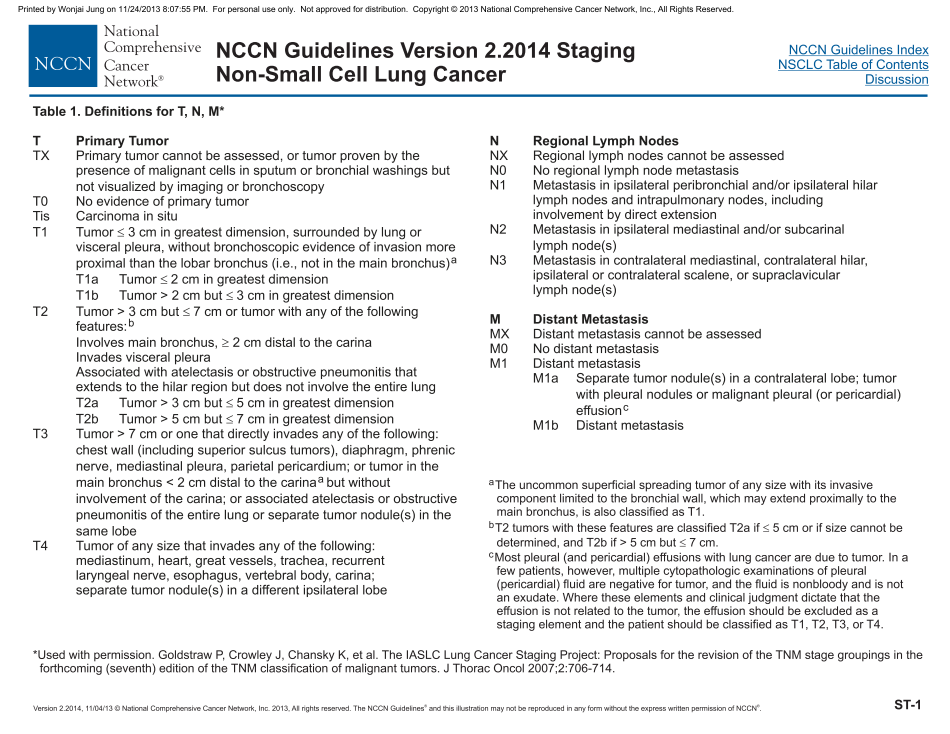 Printed by Wonjai Jung on 11/24/2013 8:07:55 PM. For personal use only. Not approved for distribution. Copyright © 2013 National Comprehensive Cancer Network, Inc., All Rights Reserved.
NCCN
National
Comprehensive
Cancer
Network®
NCCN Guidelines Version 2.2014 Staging
Non-Small Cell Lung Cancer
NCCN Guidelines Index
NSCLC Table of Contents
Discussion
Table 1. Definitions for T, N, M*
T Primary Tumor
TX Primary tumor cannot be assessed, or tumor proven by the
presence of malignant cells in sputum or bronchial washings but
not visualized by imaging or bronchoscopy
T0 No evidence of primary tumor
Tis Carcinoma in situ
T1 Tumor ≤ 3 cm in greatest dimension, surrounded by lung or
visceral pleura, without bronchoscopic evidence of invasion more
proximal than the lobar bronchus (i.e., not in the main bronchus)a
T1a Tumor ≤ 2 cm in greatest dimension
T1b Tumor > 2 cm but ≤ 3 cm in greatest dimension
T2 Tumor > 3 cm but ≤ 7 cm or tumor with any of the following
features:b
Involves main bronchus, ≥ 2 cm distal to the carina
Invades visceral pleura
Associated with atelectasis or obstructive pneumonitis that
extends to the hilar region but does not involve the entire lung
T2a Tumor > 3 cm but ≤ 5 cm in greatest dimension
T2b Tumor > 5 cm but ≤ 7 cm in greatest dimension
T3 Tumor > 7 cm or one that directly invades any of the following:
chest wall (including superior sulcus tumors), diaphragm, phrenic
nerve, mediastinal pleura, parietal pericardium; or tumor in the
main bronchus < 2 cm distal to the carinaa but without
involvement of the carina; or associated atelectasis or obstructive
pneumonitis of the entire lung or separate tumor nodule(s) in the
same lobe
T4 Tumor of any size that invades any of the following:
mediastinum, heart, great vessels, trachea, recurrent
laryngeal nerve, esophagus, vertebral body, carina;
separate tumor nodule(s) in a different ipsilateral lobe
N Regional Lymph Nodes
NX Regional lymph nodes cannot be assessed
N0 No regional lymph node metastasis
N1 Metastasis in ipsilateral peribronchial and/or ipsilateral hilar
lymph nodes and intrapulmonary nodes, including
involvement by direct extension
N2 Metastasis in ipsilateral mediastinal and/or subcarinal
lymph node(s)
N3 Metastasis in contralateral mediastinal, contralateral hilar,
ipsilateral or contralateral scalene, or supraclavicular
lymph node(s)
M Distant Metastasis
MX Distant metastasis cannot be assessed
M0 No distant metastasis
M1 Distant metastasis
M1a Separate tumor nodule(s) in a contralateral lobe; tumor
with pleural nodules or malignant pleural (or pericardial)
effusionc
M1b Distant metastasis
aThe uncommon superficial spreading tumor of any size with its invasive
component limited to the bronchial wall, which may extend proximally to the
main bronchus, is also classified as T1.
bT2 tumors with these features are classified T2a if ≤ 5 cm or if size cannot be
determined, and T2b if > 5 cm but ≤ 7 cm.
cMost pleural (and pericardial) effusions with lung cancer are due to tumor. In a
few patients, however, multiple cytopathologic examinations of pleural
(pericardial) fluid are negative for tumor, and the fluid is nonbloody and is not
an exudate. Where these elements and clinical judgment dictate that the
effusion is not related to the tumor, the effusion should be excluded as a
staging element and the patient should be classified as T1, T2, T3, or T4.
*Used with permission. Goldstraw P, Crowley J, Chansky K, et al. The IASLC Lung Cancer Staging Project: Proposals for the revision of the TNM stage groupings in the
forthcoming (seventh) edition of the TNM classification of malignant tumors. J Thorac Oncol 2007;2:706-714.
Version 2.2014, 11/04/13 © National Comprehensive Cancer Network, Inc. 2013, All rights reserved. The NCCN Guidelines® and this illustration may not be reproduced in any form without the express written permission of NCCN®.
ST-1